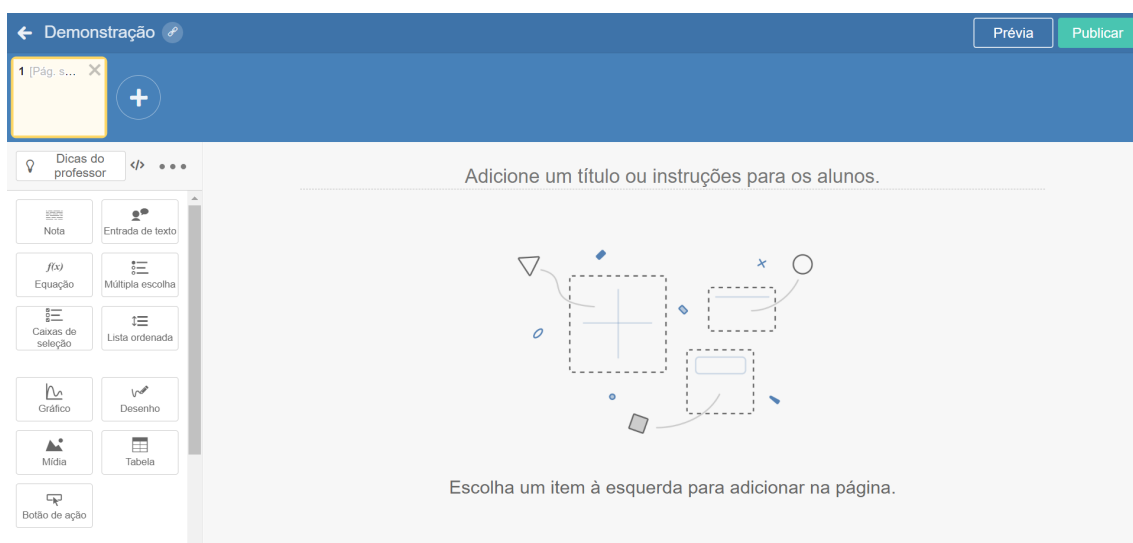 Demonstração
Prévia
Publicar
1 [Pág. s...
Dicas do
professor
Adicione um título ou instruções para os alunos.
Nota
Entrada de texto
f(x)
Equação
Múltipla escolha
Caixas de
seleção
Lista ordenada
Gráfico
Desenho
Mídia
Tabela
Botão de ação
Escolha um item à esquerda para adicionar na página.